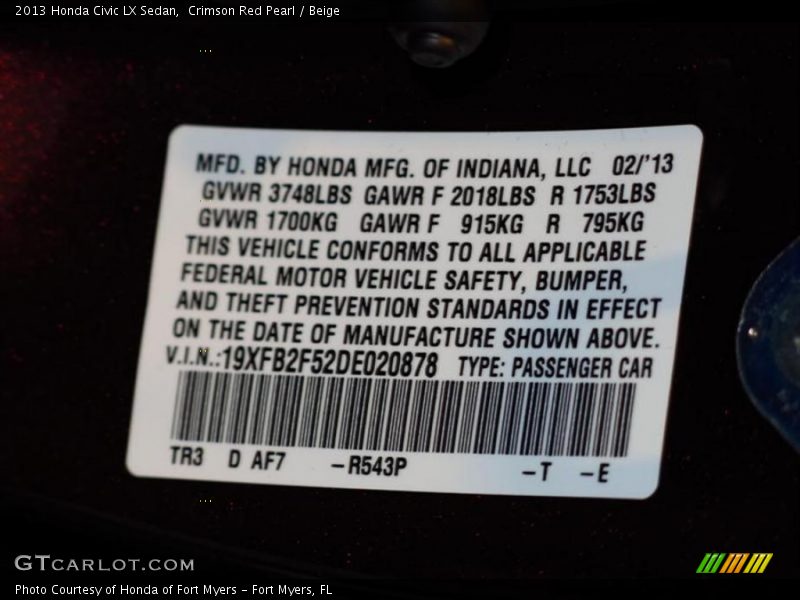 2013 Honda Civic LX Sedan,  Crimson Red Pearl / Beige
MFD. BY HONDA MFG. OF INDIANA, LLC 02/'13
GVWR 3748LBS GAWR F 2018LBS R 1753LBS
GVWR 1700KG GAWR F 915KG R 795KG
THIS VEHICLE CONFORMS TO ALL APPLICABLE
FEDERAL MOTOR VEHICLE SAFETY, BUMPER,
AND THEFT PREVENTION STANDARDS IN EFFECT
ON THE DATE OF MANUFACTURE SHOWN ABOVE.
V.I.N.:19XFB2F52DE020878 TYPE: PASSENGER CAR
TR3 D AF7 –R543P –T –E
GTCARLOT.COM
Photo Courtesy of Honda of Fort Myers – Fort Myers, FL